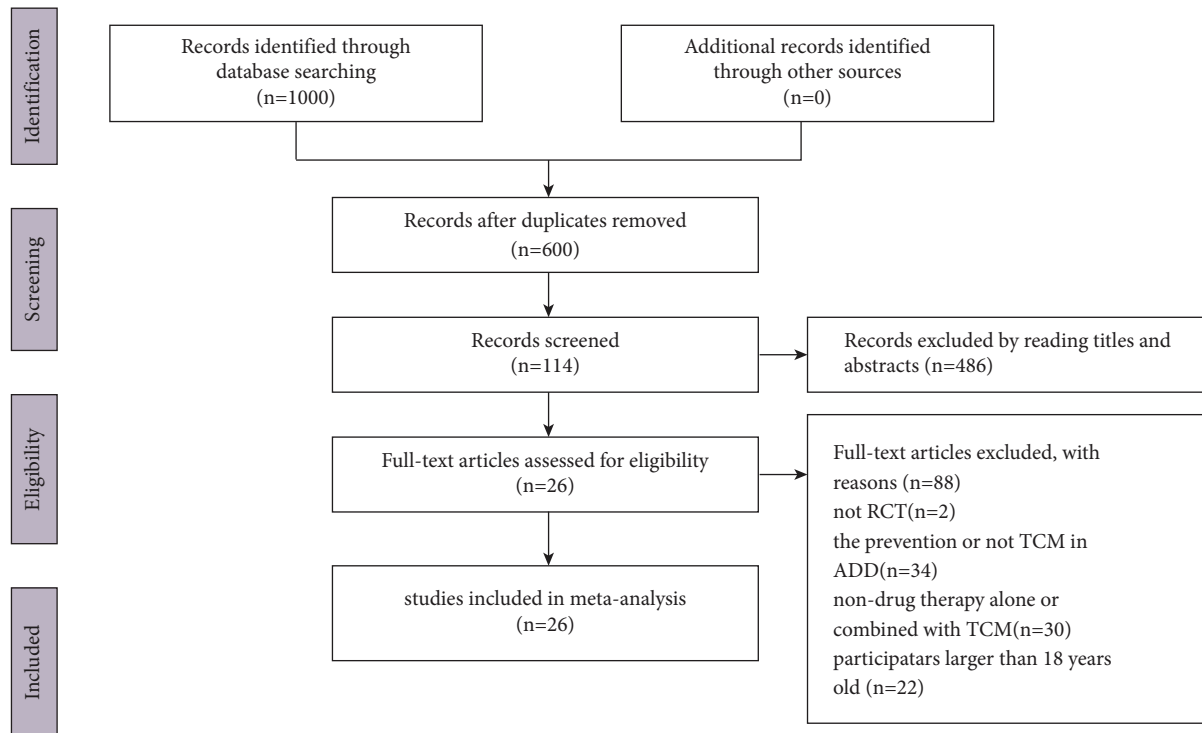 Identification
Records identified through
database searching
(n=1000)
Additional records identified
through other sources
(n=0)
Screening
Records after duplicates removed
(n=600)
Records screened
(n=114)
Records excluded by reading titles and
abstracts (n=486)
Eligibility
Full-text articles assessed for eligibility
(n=26)
Full-text articles excluded, with
reasons (n=88)
not RCT(n=2)
the prevention or not TCM in
ADD(n=34)
non-drug therapy alone or
combined with TCM(n=30)
participatars larger than 18 years
old (n=22)
Included
studies included in meta-analysis
(n=26)